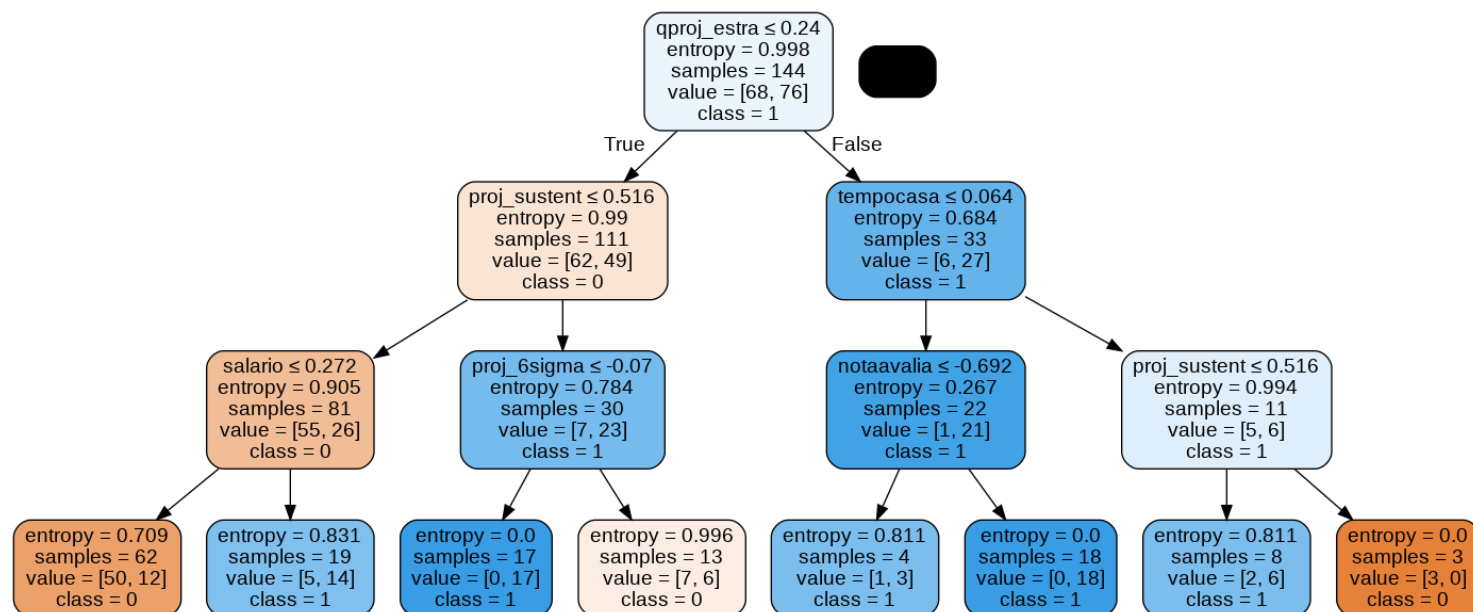 qproj_estra ≤ 0.24
entropy = 0.998
samples = 144
value = [68, 76]
class = 1
True
False
proj_sustent ≤ 0.516
entropy = 0.99
samples = 111
value = [62, 49]
class = 0
tempocasa ≤ 0.064
entropy = 0.684
samples = 33
value = [6, 27]
class = 1
salario ≤ 0.272
entropy = 0.905
samples = 81
value = [55, 26]
class = 0
proj_6sigma ≤ -0.07
entropy = 0.784
samples = 30
value = [7, 23]
class = 1
notaavalia ≤ -0.692
entropy = 0.267
samples = 22
value = [1, 21]
class = 1
proj_sustent ≤ 0.516
entropy = 0.994
samples = 11
value = [5, 6]
class = 1
entropy = 0.709
samples = 62
value = [50, 12]
class = 0
entropy = 0.831
samples = 19
value = [5, 14]
class = 1
entropy = 0.0
samples = 17
value = [0, 17]
class = 1
entropy = 0.996
samples = 13
value = [7, 6]
class = 0
entropy = 0.811
samples = 4
value = [1, 3]
class = 1
entropy = 0.0
samples = 18
value = [0, 18]
class = 1
entropy = 0.811
samples = 8
value = [2, 6]
class = 1
entropy = 0.0
samples = 3
value = [3, 0]
class = 0